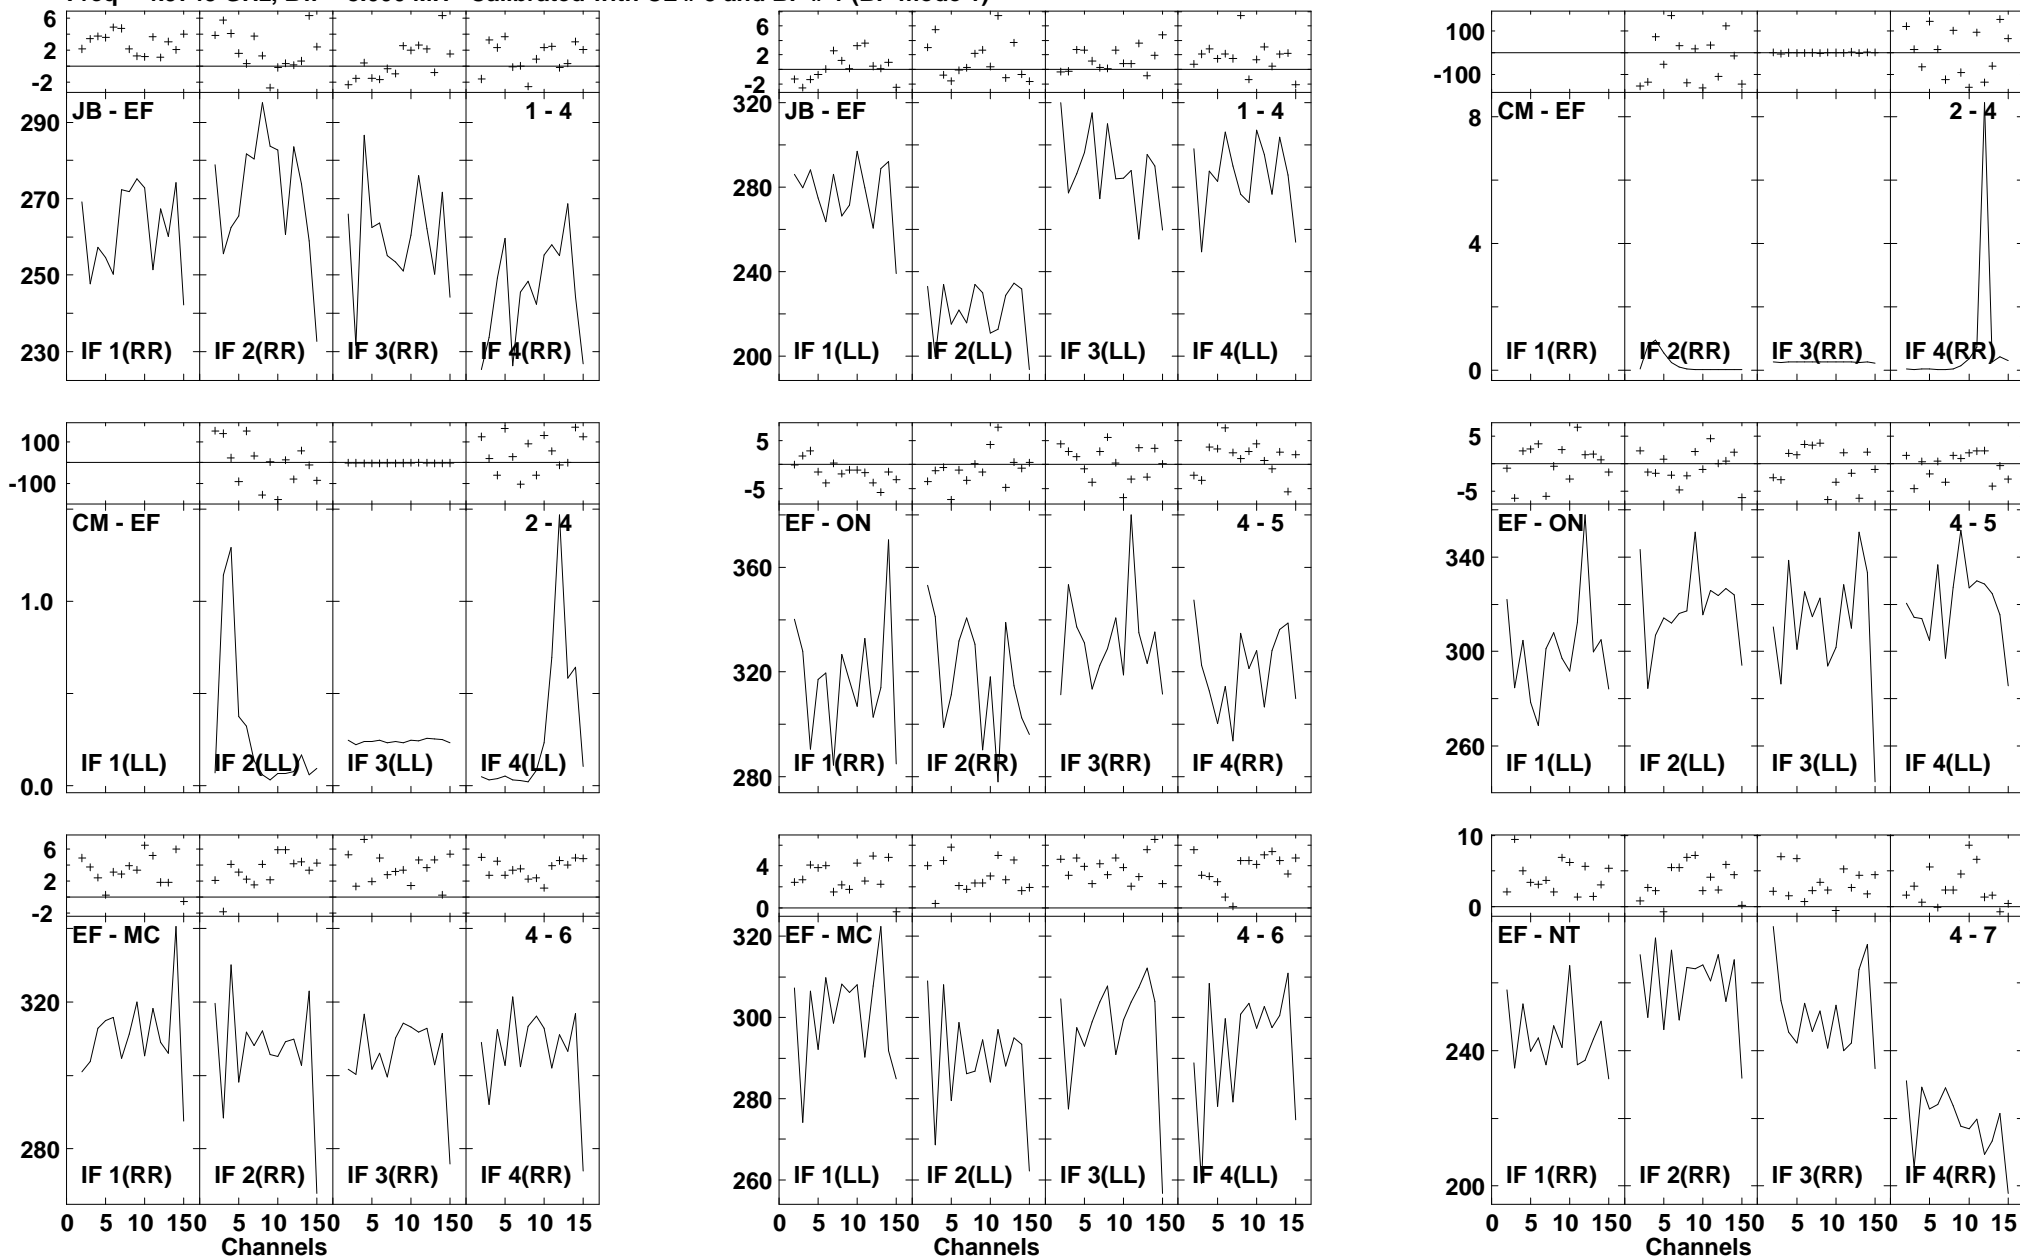 6 2 -2
JB - EF 1 - 4
290 270 250 230
IF 1(RR) IF 2(RR) IF 3(RR) IF 4(RR)
6 2 -2
JB - EF 1 - 4
320 280 240 200
IF 1(LL) IF 2(LL) IF 3(LL) IF 4(LL)
100 -100
CM - EF 2 - 4
8 4 0
IF 1(RR) IF 2(RR) IF 3(RR) IF 4(RR)
100 -100
CM - EF 2 - 4
1.0 0.0
IF 1(LL) IF 2(LL) IF 3(LL) IF 4(LL)
5 -5
EF - ON 4 - 5
360 320 280
IF 1(RR) IF 2(RR) IF 3(RR) IF 4(RR)
5 -5
EF - ON 4 - 5
340 300 260
IF 1(LL) IF 2(LL) IF 3(LL) IF 4(LL)
6 2 -2
EF - MC 4 - 6
320 280
IF 1(RR) IF 2(RR) IF 3(RR) IF 4(RR)
0 5 10 150 5 10 150 5 10 150 5 10 15
Channels
4 0
EF - MC 4 - 6
320 300 280 260
IF 1(LL) IF 2(LL) IF 3(LL) IF 4(LL)
0 5 10 150 5 10 150 5 10 150 5 10 15
Channels
10 5 0
EF - NT 4 - 7
240 200
IF 1(RR) IF 2(RR) IF 3(RR) IF 4(RR)
0 5 10 150 5 10 150 5 10 150 5 10 15
Channels